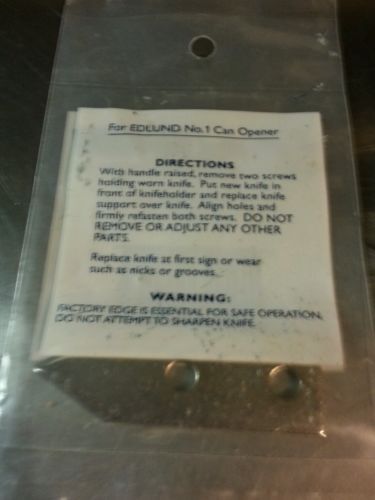 For EDLUND No.1 Can Opener
DIRECTIONS
With handle raised, remove two screws
holding worn knife. Put new knife in
front of knifeholder and replace knife
support over knife. Align holes and
firmly refasten both screws. DO NOT
REMOVE OR ADJUST ANY OTHER
PARTS.
Replace knife at first sign or wear
such as nicks or grooves.
WARNING:
FACTORY EDGE IS ESSENTIAL FOR SAFE OPERATION,
DO NOT ATTEMPT TO SHARPEN KNIFE.